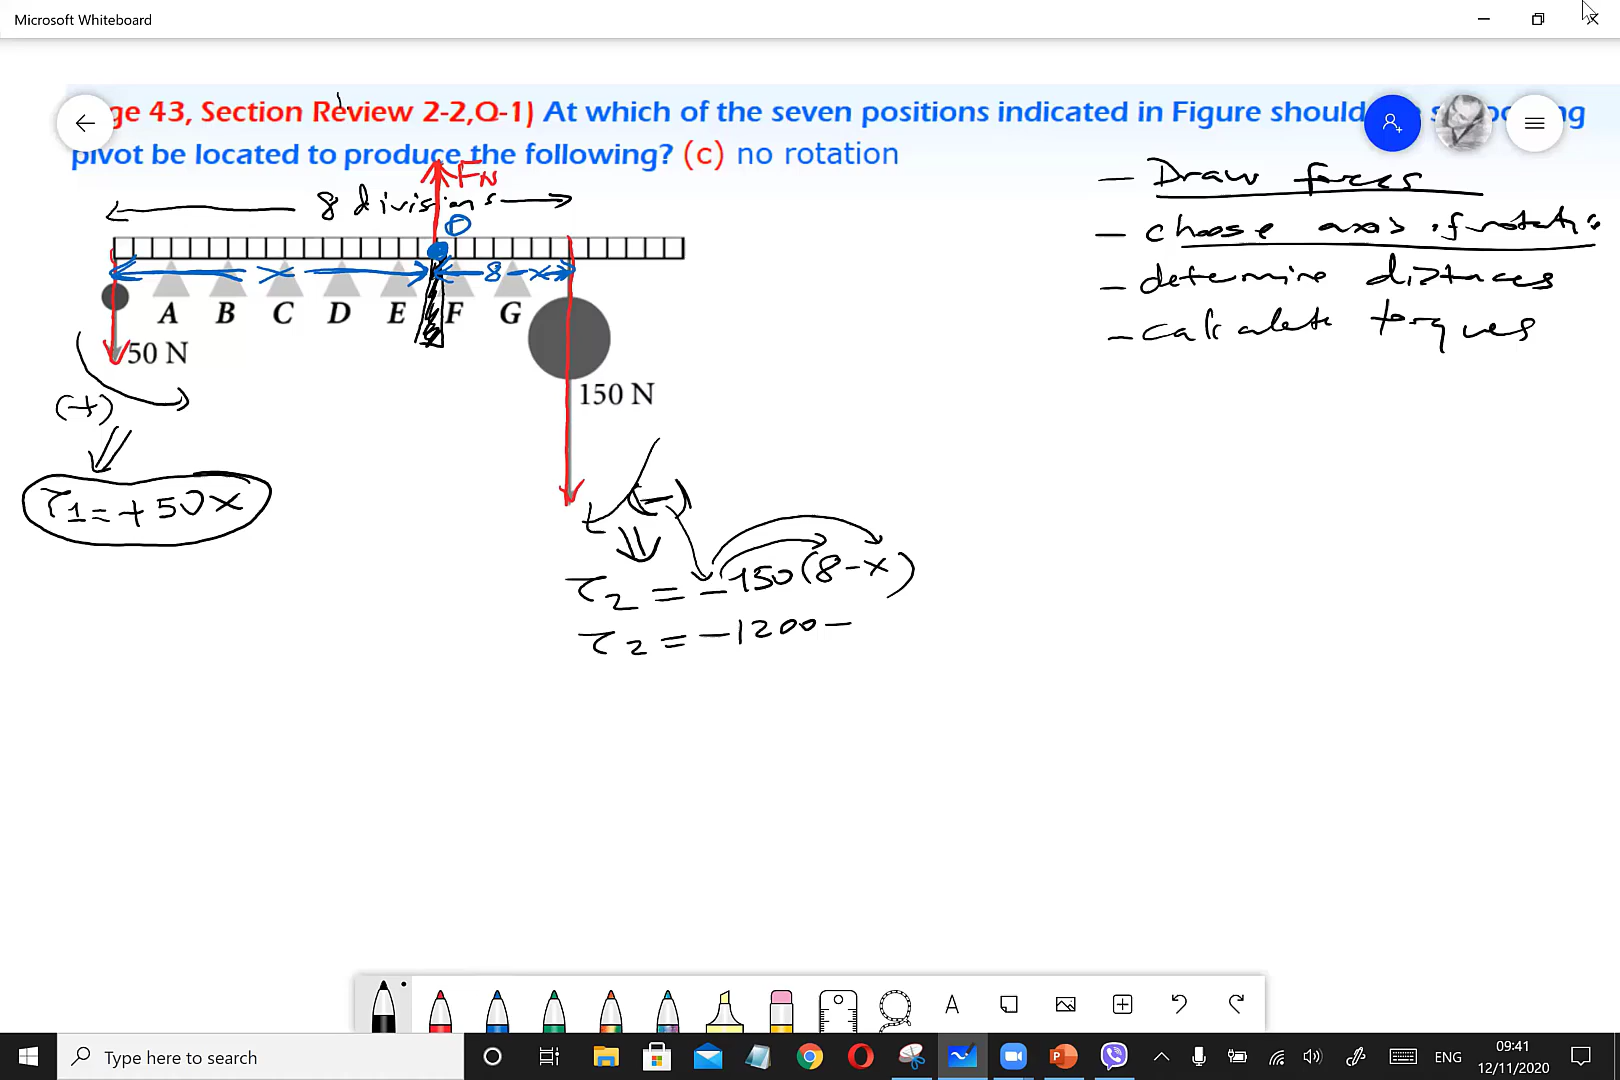 Microsoft Whiteboard
ge 43, Section Review 2-2,Q-1) At which of the seven positions indicated in Figure should
pivot be located to produce the following? (c) no rotation
FN
8 divisions
O
x
8-x
A B C D E F G
50 N
150 N
(+)
τ1=+50x
(-)
τ2 = -150(8-x)
τ2 = -1200-
- Draw forces
- choose axis of rotati
- determine distances
- calculate torques
A
Type here to search
ENG
09:41
12/11/2020